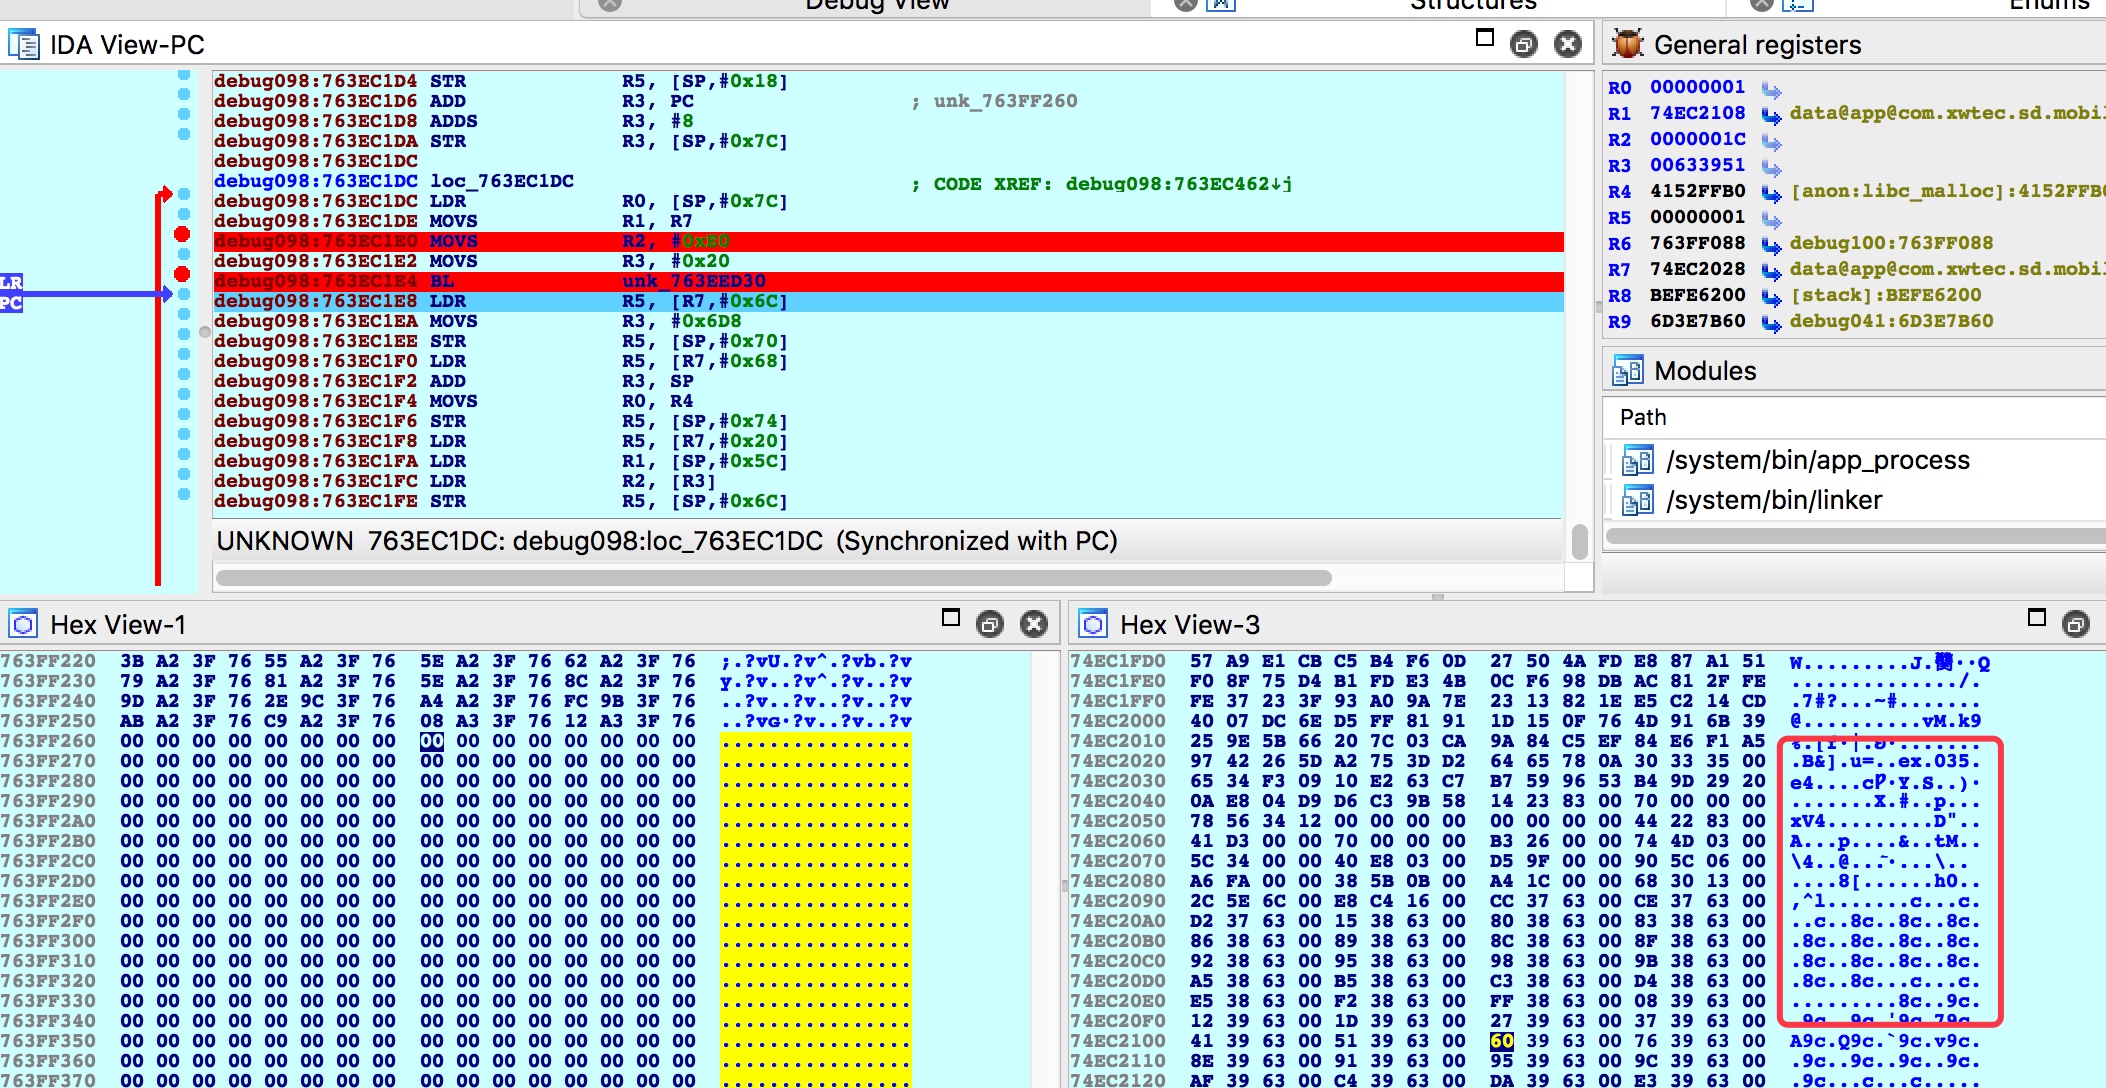 Debug View
Structures
Enums
IDA View-PC
debug098:763EC1D4 STR R5, [SP,#0x18]
debug098:763EC1D6 ADD R3, PC ; unk_763FF260
debug098:763EC1D8 ADDS R3, #8
debug098:763EC1DA STR R3, [SP,#0x7C]
debug098:763EC1DC
debug098:763EC1DC loc_763EC1DC ; CODE XREF: debug098:763EC462↓j
debug098:763EC1DC LDR R0, [SP,#0x7C]
debug098:763EC1DE MOVS R1, R7
debug098:763EC1E0 MOVS R2, #0xE0
debug098:763EC1E2 MOVS R3, #0x20
debug098:763EC1E4 BL unk_763EED30
debug098:763EC1E8 LDR R5, [R7,#0x6C]
debug098:763EC1EA MOVS R3, #0x6D8
debug098:763EC1EE STR R5, [SP,#0x70]
debug098:763EC1F0 LDR R5, [R7,#0x68]
debug098:763EC1F2 ADD R3, SP
debug098:763EC1F4 MOVS R0, R4
debug098:763EC1F6 STR R5, [SP,#0x74]
debug098:763EC1F8 LDR R5, [R7,#0x20]
debug098:763EC1FA LDR R1, [SP,#0x5C]
debug098:763EC1FC LDR R2, [R3]
debug098:763EC1FE STR R5, [SP,#0x6C]
LR
PC
UNKNOWN 763EC1DC: debug098:loc_763EC1DC (Synchronized with PC)
General registers
R0 00000001
R1 74EC2108 data@app@com.xwtec.sd.mobil
R2 0000001C
R3 00633951
R4 4152FFB0 [anon:libc_malloc]:4152FFB0
R5 00000001
R6 763FF088 debug100:763FF088
R7 74EC2028 data@app@com.xwtec.sd.mobil
R8 BEFE6200 [stack]:BEFE6200
R9 6D3E7B60 debug041:6D3E7B60
Modules
Path
/system/bin/app_process
/system/bin/linker
Hex View-1
763FF220 3B A2 3F 76 55 A2 3F 76 5E A2 3F 76 62 A2 3F 76 ;.?vU.?v^.?vb.?v
763FF230 79 A2 3F 76 81 A2 3F 76 5E A2 3F 76 8C A2 3F 76 y.?v..?v^.?v..?v
763FF240 9D A2 3F 76 2E 9C 3F 76 A4 A2 3F 76 FC 9B 3F 76 ..?v..?v..?v..?v
763FF250 AB A2 3F 76 C9 A2 3F 76 08 A3 3F 76 12 A3 3F 76 ..?vG·?v..?v..?v
763FF260 00 00 00 00 00 00 00 00 00 00 00 00 00 00 00 00 ................
763FF270 00 00 00 00 00 00 00 00 00 00 00 00 00 00 00 00 ................
763FF280 00 00 00 00 00 00 00 00 00 00 00 00 00 00 00 00 ................
763FF290 00 00 00 00 00 00 00 00 00 00 00 00 00 00 00 00 ................
763FF2A0 00 00 00 00 00 00 00 00 00 00 00 00 00 00 00 00 ................
763FF2B0 00 00 00 00 00 00 00 00 00 00 00 00 00 00 00 00 ................
763FF2C0 00 00 00 00 00 00 00 00 00 00 00 00 00 00 00 00 ................
763FF2D0 00 00 00 00 00 00 00 00 00 00 00 00 00 00 00 00 ................
763FF2E0 00 00 00 00 00 00 00 00 00 00 00 00 00 00 00 00 ................
763FF2F0 00 00 00 00 00 00 00 00 00 00 00 00 00 00 00 00 ................
763FF300 00 00 00 00 00 00 00 00 00 00 00 00 00 00 00 00 ................
763FF310 00 00 00 00 00 00 00 00 00 00 00 00 00 00 00 00 ................
763FF320 00 00 00 00 00 00 00 00 00 00 00 00 00 00 00 00 ................
763FF330 00 00 00 00 00 00 00 00 00 00 00 00 00 00 00 00 ................
763FF340 00 00 00 00 00 00 00 00 00 00 00 00 00 00 00 00 ................
763FF350 00 00 00 00 00 00 00 00 00 00 00 00 00 00 00 00 ................
763FF360 00 00 00 00 00 00 00 00 00 00 00 00 00 00 00 00 ................
763FF370 00 00 00 00 00 00 00 00 00 00 00 00 00 00 00 00 ................
Hex View-3
74EC1FD0 57 A9 E1 CB C5 B4 F6 0D 27 50 4A FD E8 87 A1 51
74EC1FE0 F0 8F 75 D4 B1 FD E3 4B 0C F6 98 DB AC 81 2F FE ............../.
74EC1FF0 FE 37 23 3F 93 A0 9A 7E 23 13 82 1E E5 C2 14 CD .7#?...~#.......
74EC2000 40 07 DC 6E D5 FF 81 91 1D 15 0F 76 4D 91 6B 39 @..........vM.k9
74EC2010 25 9E 5B 66 20 7C 03 CA 9A 84 C5 EF 84 E6 F1 A5
74EC2020 97 42 26 5D A2 75 3D D2 64 65 78 0A 30 33 35 00 .B&].u=..ex.035.
74EC2030 65 34 F3 09 10 E2 63 C7 B7 59 96 53 B4 9D 29 20 e4....cP·Y.S..)·
74EC2040 0A E8 04 D9 D6 C3 9B 58 14 23 83 00 70 00 00 00 .......X.#..p...
74EC2050 78 56 34 12 00 00 00 00 00 00 00 00 44 22 83 00 xV4.........D"..
74EC2060 41 D3 00 00 70 00 00 00 B3 26 00 00 74 4D 03 00 A...p....&..tM..
74EC2070 5C 34 00 00 40 E8 03 00 D5 9F 00 00 90 5C 06 00 \4..@...~·...\..
74EC2080 A6 FA 00 00 38 5B 0B 00 A4 1C 00 00 68 30 13 00 ....8[......h0..
74EC2090 2C 5E 6C 00 E8 C4 16 00 CC 37 63 00 CE 37 63 00 ,^l.......c...c.
74EC20A0 D2 37 63 00 15 38 63 00 80 38 63 00 83 38 63 00 ..c..8c..8c..8c.
74EC20B0 86 38 63 00 89 38 63 00 8C 38 63 00 8F 38 63 00 .8c..8c..8c..8c.
74EC20C0 92 38 63 00 95 38 63 00 98 38 63 00 9B 38 63 00 .8c..8c..8c..8c.
74EC20D0 A5 38 63 00 B5 38 63 00 C3 38 63 00 D4 38 63 00 .8c..8c...c...c.
74EC20E0 E5 38 63 00 F2 38 63 00 FF 38 63 00 08 39 63 00 .........8c..9c.
74EC20F0 12 39 63 00 1D 39 63 00 27 39 63 00 37 39 63 00 .9c..9c.'9c.79c.
74EC2100 41 39 63 00 51 39 63 00 60 39 63 00 76 39 63 00 A9c.Q9c.`9c.v9c.
74EC2110 8E 39 63 00 91 39 63 00 95 39 63 00 9C 39 63 00 .9c..9c..9c..9c.
74EC2120 AF 39 63 00 C4 39 63 00 DA 39 63 00 E3 39 63 00 .9c...c...c...c.